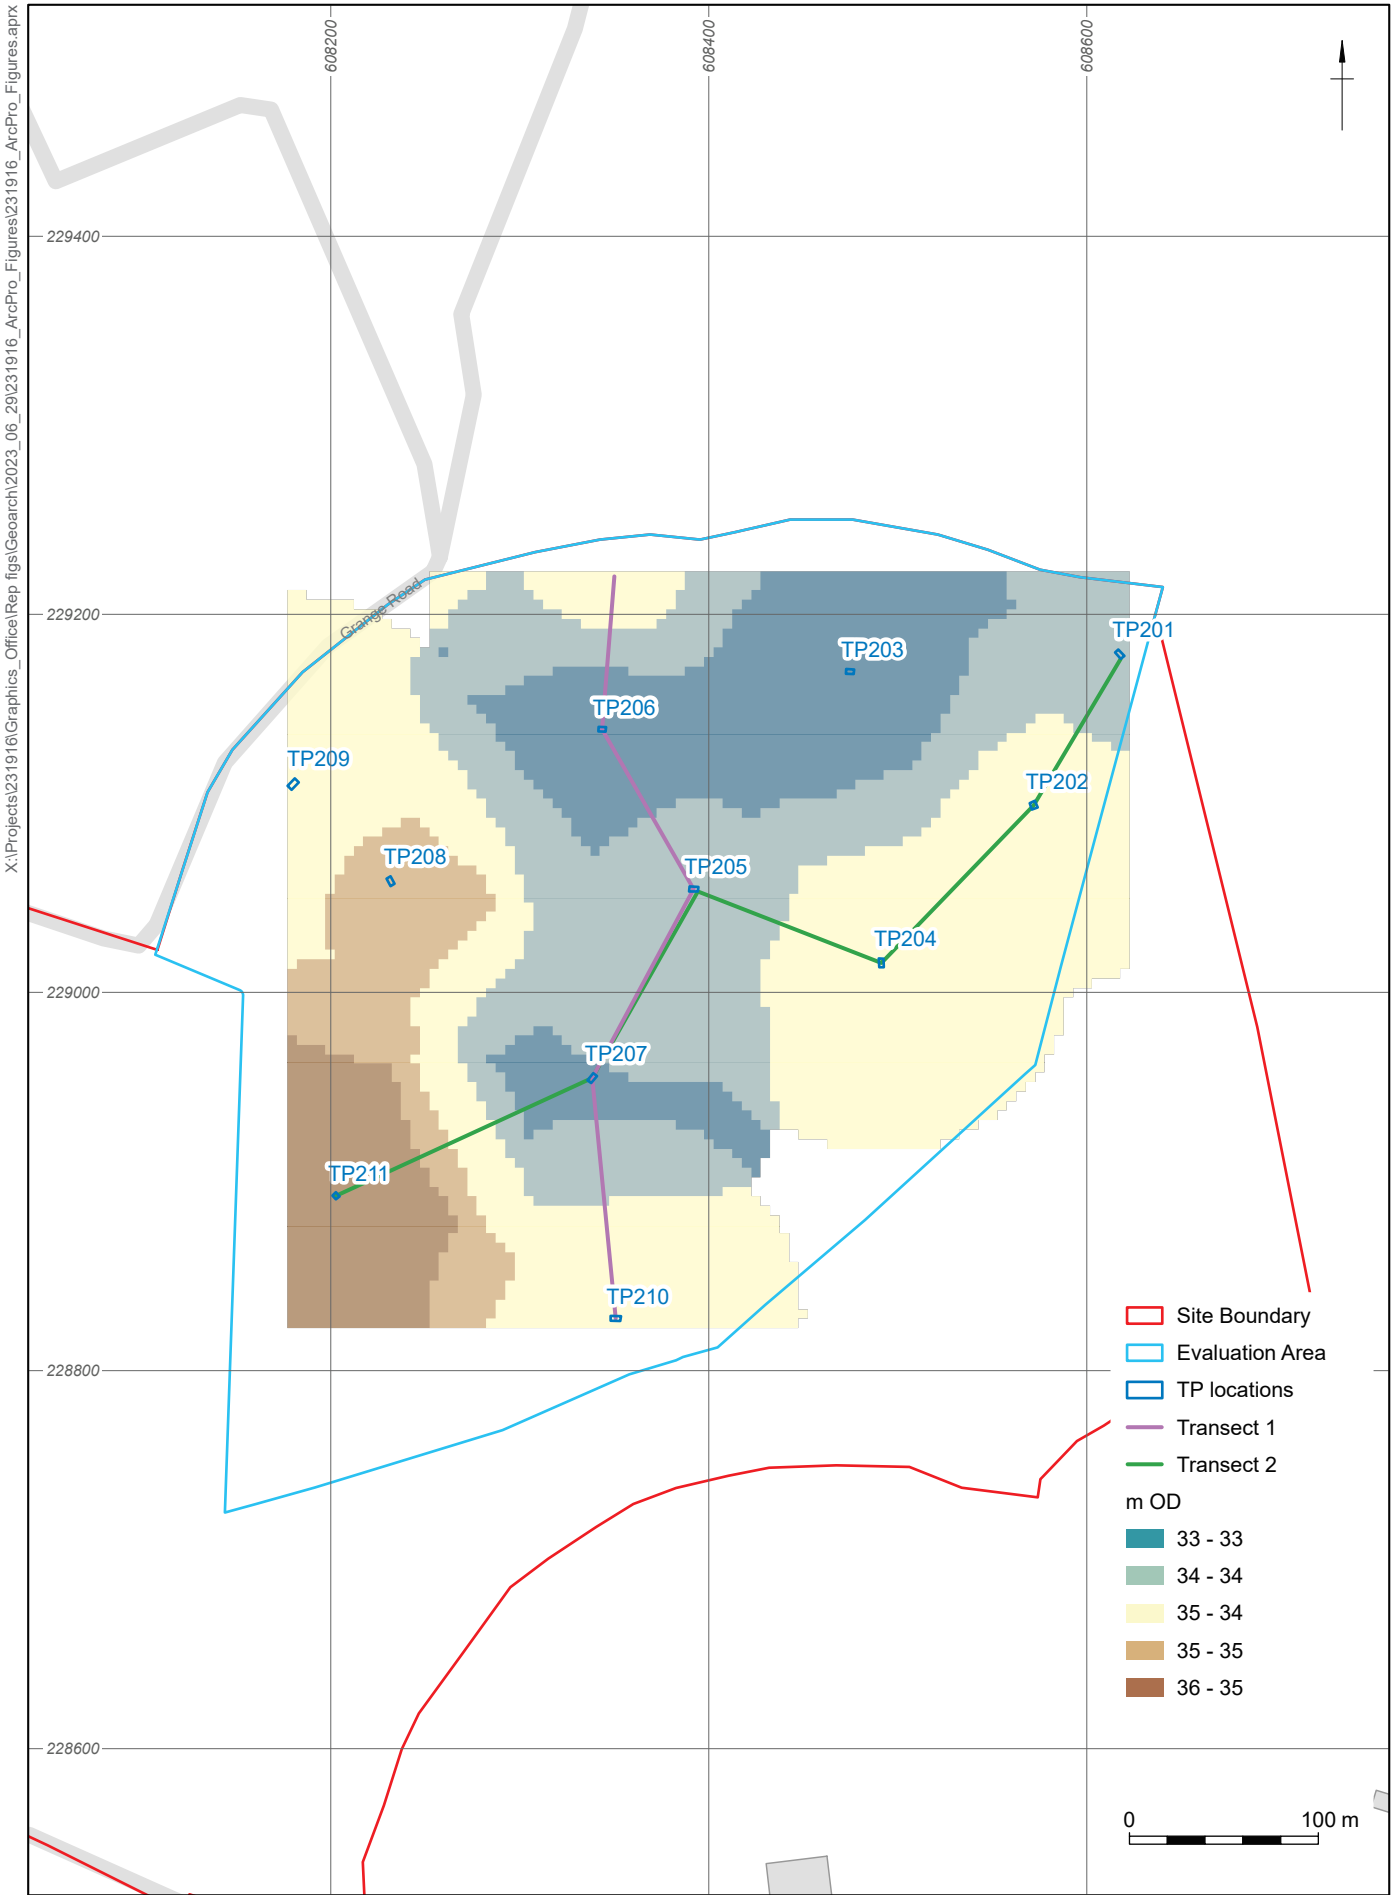 X:\Projects\231916\Graphics_Office\Rep figs\Geoarch\2023_06_29\231916_ArcPro_Figures\231916_ArcPro_Figures.aprx
608200
608400
608600
229400
229200
229000
228800
228600
Grange Road
TP201
TP203
TP206
TP209
TP202
TP208
TP205
TP204
TP207
TP211
TP210
Site Boundary
Evaluation Area
TP locations
Transect 1
Transect 2
m OD
33 - 33
34 - 34
35 - 34
35 - 35
36 - 35
0 100 m